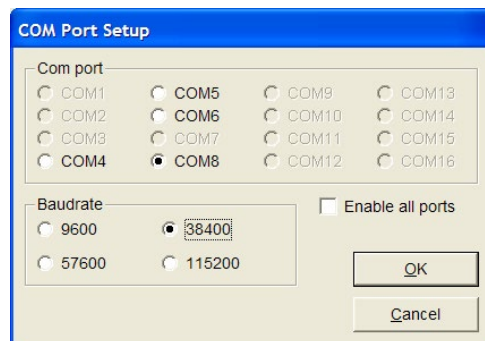 COM Port Setup
Com port
COM1 COM5 COM9 COM13
COM2 COM6 COM10 COM14
COM3 COM7 COM11 COM15
COM4 COM8 COM12 COM16
Baudrate
Enable all ports
9600 38400
57600 115200
OK
Cancel